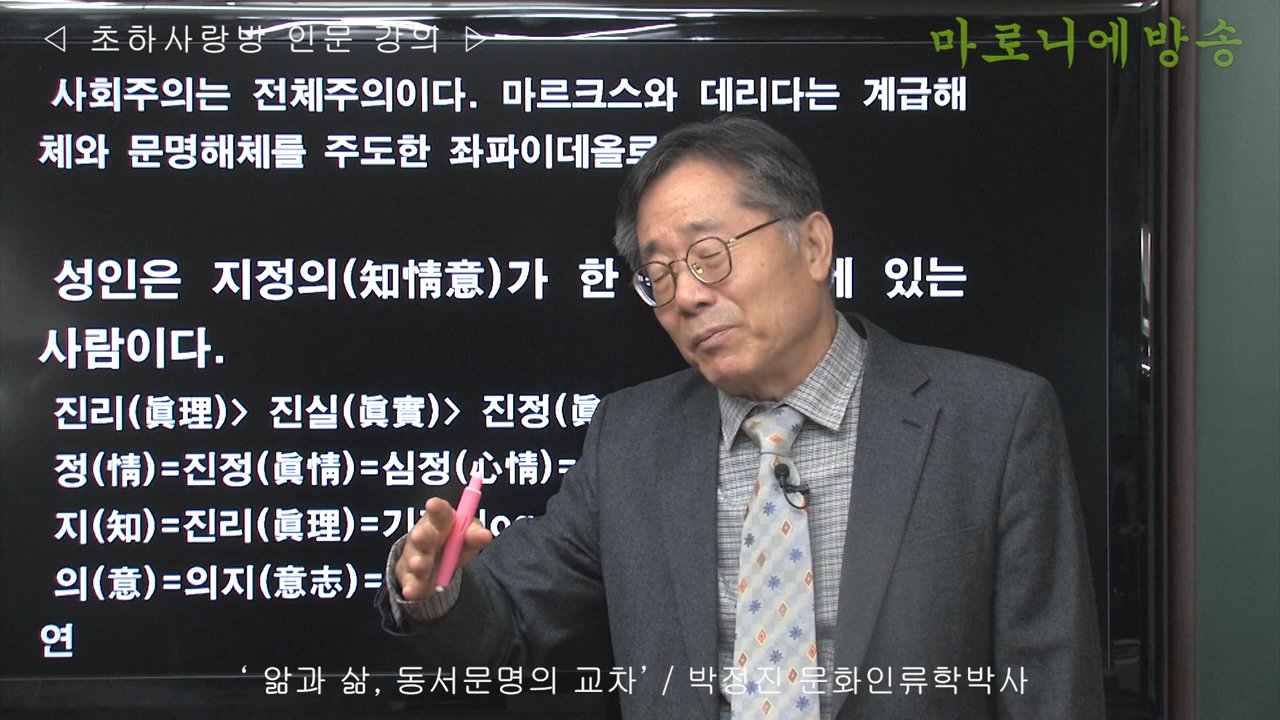 ◁ 초하사랑방 인문 강의 ▷
마로니에방송
사회주의는 전체주의이다. 마르크스와 데리다는 계급해
체와 문명해체를 주도한 좌파이데올로
성인은 지정의(知情意)가 한 에 있는
사람이다.
진리(眞理)> 진실(眞實)> 진정(眞
정(情)=진정(眞情)=심정(心情)=
지(知)=진리(眞理)=
의(意)=의지(意志)=
연
‘ 앎과 삶, 동서문명의 교차’ / 박정진 문화인류학박사